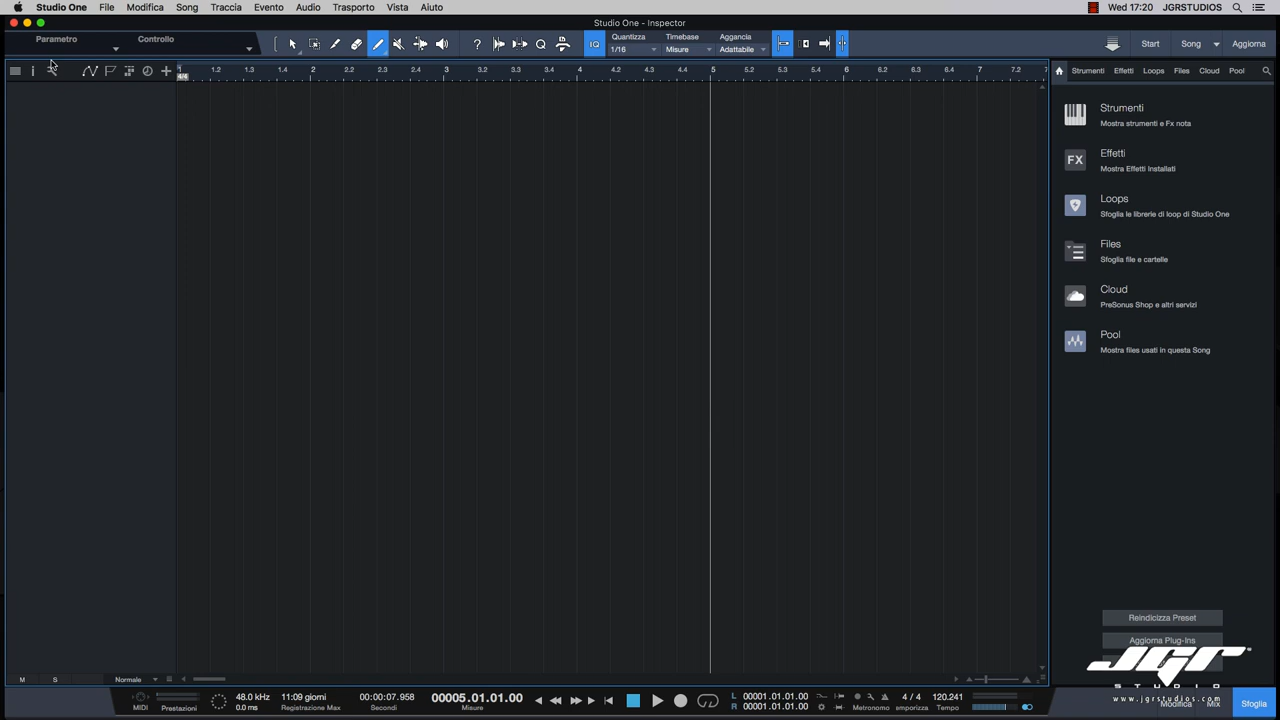 Studio One File Modifica Song Traccia Evento Audio Trasporto Vista Aiuto Wed 17:20 JGRSTUDIOS
Studio One - Inspector
Parametro Controllo
? IQ Quantizza Timebase Aggancia
1/16 Misure Adattabile
Start Song Aggiorna
4/4 1.2 1.3 1.4 2 2.2 2.3 2.4 3 3.2 3.3 3.4 4 4.2 4.3 4.4 5 5.2 5.3 5.4 6 6.2 6.3 6.4 7 7.2
Strumenti Effetti Loops Files Cloud Pool
Strumenti
Mostra strumenti e Fx nota
FX
Effetti
Mostra Effetti Installati
Loops
Sfoglia le librerie di loop di Studio One
Files
Sfoglia file e cartelle
Cloud
PreSonus Shop e altri servizi
Pool
Mostra files usati in questa Song
Reindicizza Preset
Aggiorna Plug-Ins
JGR
STUDIO
www.jgrstudios.com
M S Normale
MIDI Prestazioni
48.0 kHz
0.0 ms
11:09 giorni
Registrazione Max
00:00:07.958
Secondi
00005.01.01.00
Misure
L 00001.01.01.00
R 00001.01.01.00
Metronomo
4 / 4
120.241
Tempo
Modifica Mix Sfoglia